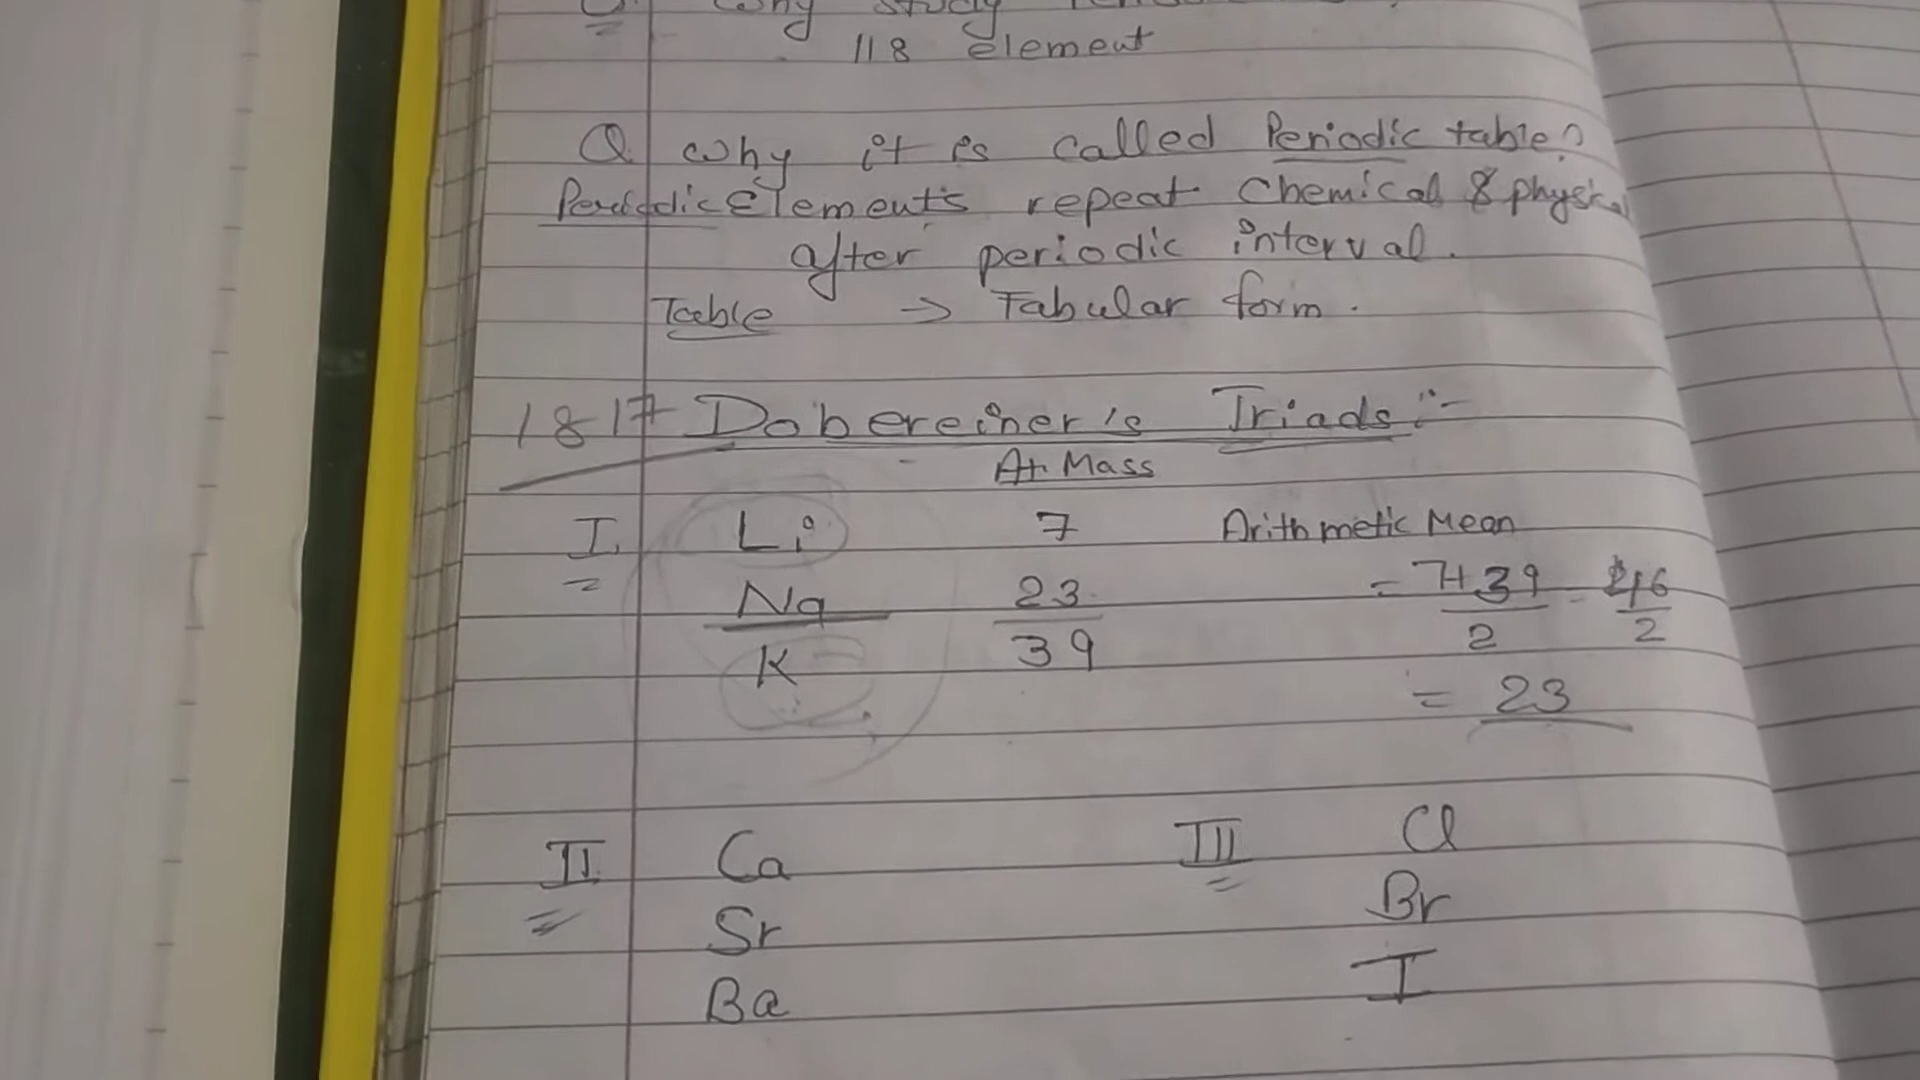 Why study
118 element
Q. Why it is called Periodic table?
Periodic Elements repeat Chemical & physical
after periodic interval.
Table → Tabular form.
1817 Dobereiner's Triads :-
At. Mass
I. Li 7 Arithmetic Mean
Na 23 = 7+39/2 = 46/2
K 39
= 23
II. Ca III Cl
Sr Br
Ba I